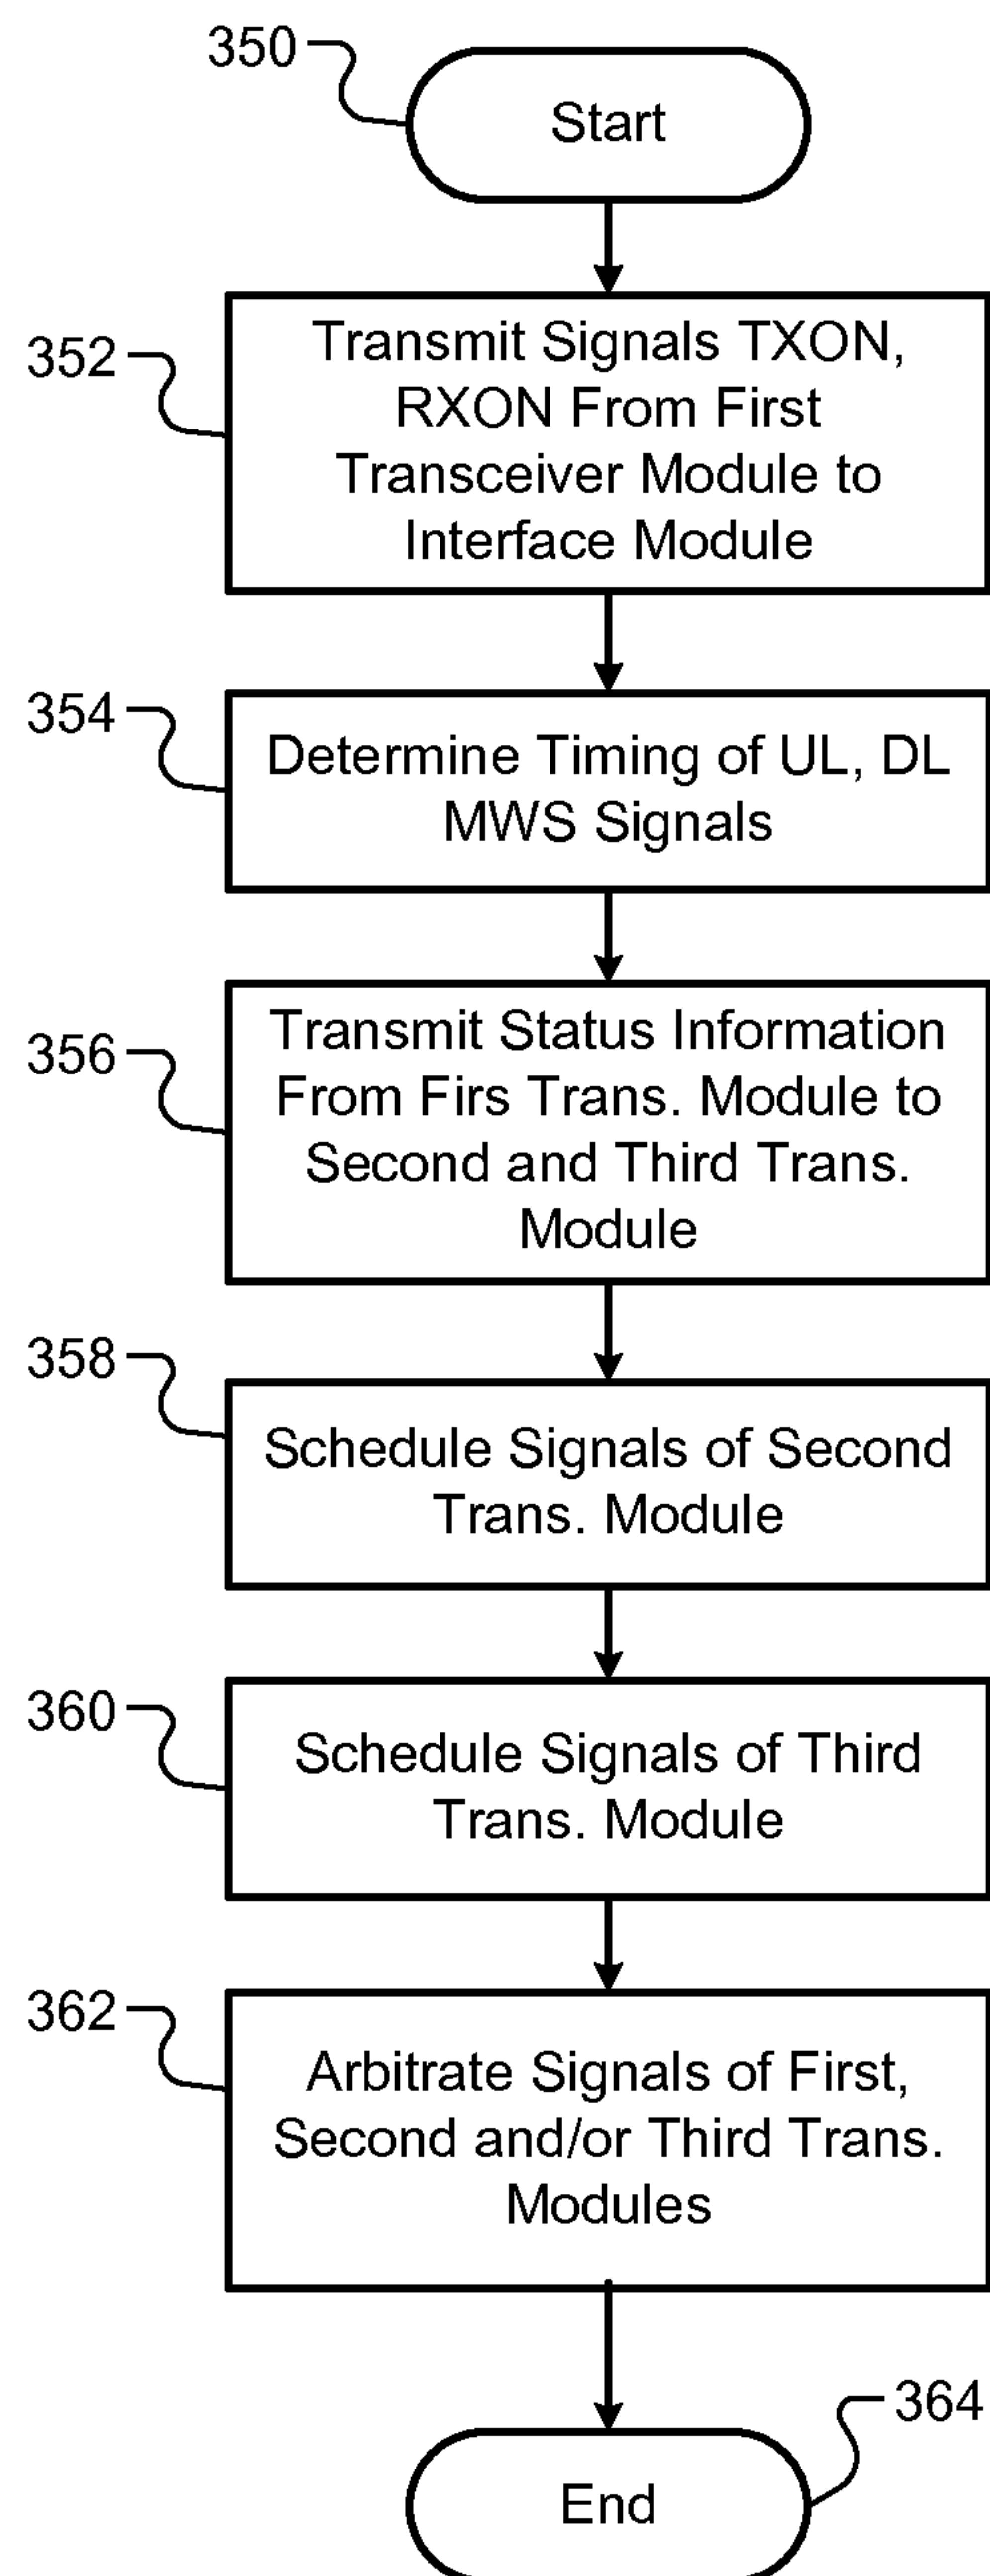 350
Start
352
Transmit Signals TXON,
RXON From First
Transceiver Module to
Interface Module
354
Determine Timing of UL, DL
MWS Signals
356
Transmit Status Information
From Firs Trans. Module to
Second and Third Trans.
Module
358
Schedule Signals of Second
Trans. Module
360
Schedule Signals of Third
Trans. Module
362
Arbitrate Signals of First,
Second and/or Third Trans.
Modules
364
End